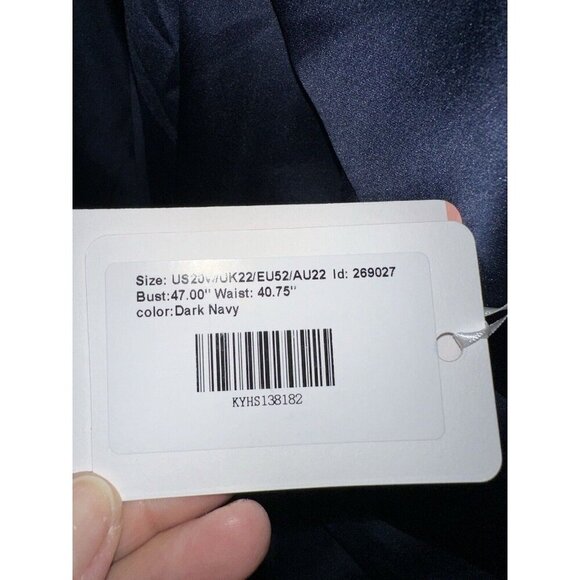 Size: US20W/UK22/EU52/AU22 Id: 269027
Bust:47.00'' Waist: 40.75''
color:Dark Navy
KYHS138182